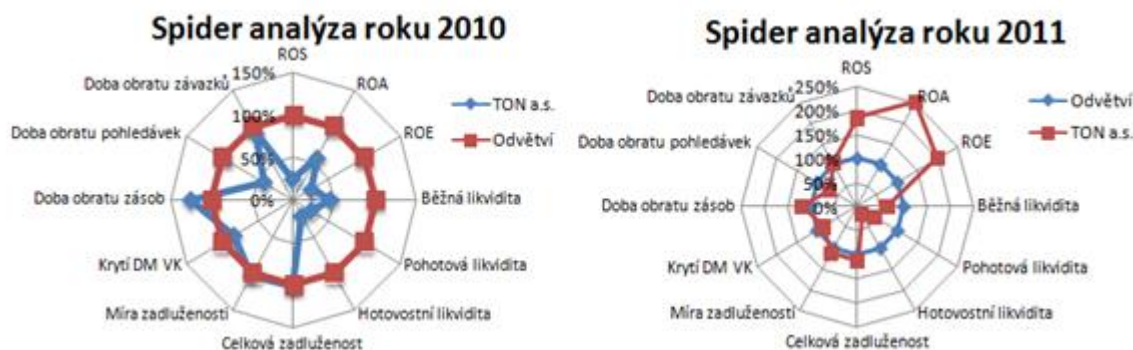 Spider analýza roku 2010
ROS
150%
100%
50%
0%
ROA
ROE
Běžná likvidita
Pohotová likvidita
Hotovostní likvidita
Celková zadluženost
Míra zadluženosti
Krytí DM VK
Doba obratu zásob
Doba obratu pohledávek
Doba obratu závazků
TON a.s.
Odvětví
Spider analýza roku 2011
ROS
250%
200%
150%
100%
50%
0%
ROA
ROE
Běžná likvidita
Pohotová likvidita
Hotovostní likvidita
Celková zadluženost
Míra zadluženosti
Krytí DM VK
Doba obratu zásob
Doba obratu pohledávek
Doba obratu závazků
Odvětví
TON a.s.